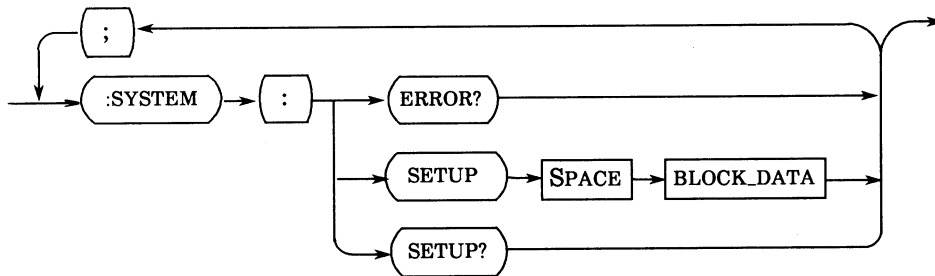 ;
:SYSTEM : ERROR?
SETUP SPACE BLOCK_DATA
SETUP?